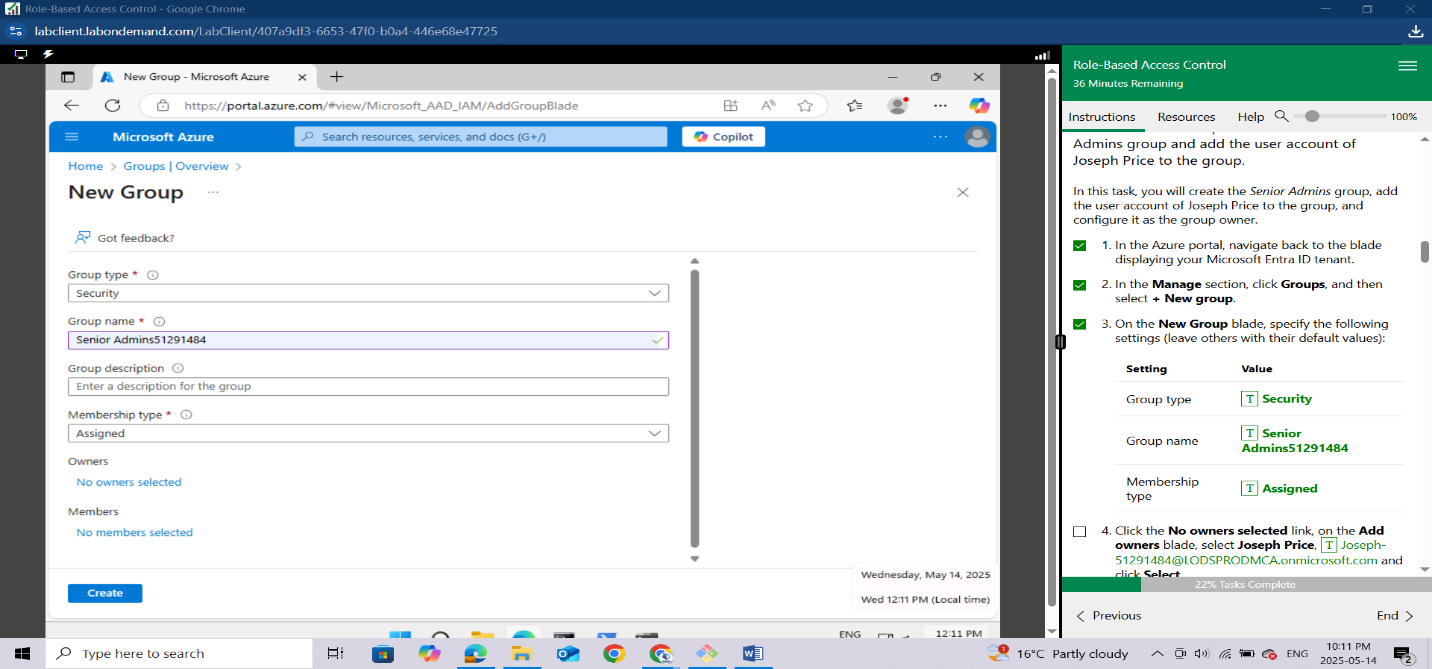 Role-Based Access Control - Google Chrome
labclient.labondemand.com/LabClient/407a9df3-6653-47f0-b0a4-446e68e47725
New Group - Microsoft Azure
https://portal.azure.com/#view/Microsoft_AAD_IAM/AddGroupBlade
Microsoft Azure
Search resources, services, and docs (G+/)
Copilot
Home > Groups | Overview >
New Group
Got feedback?
Group type *
Security
Group name *
Senior Admins51291484
Group description
Enter a description for the group
Membership type *
Assigned
Owners
No owners selected
Members
No members selected
Create
Wednesday, May 14, 2025
Wed 12:11 PM (Local time)
ENG
12:11 PM
Role-Based Access Control
36 Minutes Remaining
Instructions Resources Help 100%
Admins group and add the user account of
Joseph Price to the group.
In this task, you will create the Senior Admins group, add
the user account of Joseph Price to the group, and
configure it as the group owner.
1. In the Azure portal, navigate back to the blade
displaying your Microsoft Entra ID tenant.
2. In the Manage section, click Groups, and then
select + New group.
3. On the New Group blade, specify the following
settings (leave others with their default values):
Setting Value
Group type T Security
Group name T Senior
Admins51291484
Membership
type T Assigned
4. Click the No owners selected link, on the Add
owners blade, select Joseph Price, T Joseph-
51291484@LODSPRODMCA.onmicrosoft.com and
click Select
22% Tasks Complete
< Previous End >
Type here to search
16°C Partly cloudy
ENG
10:11 PM
2025-05-14
2